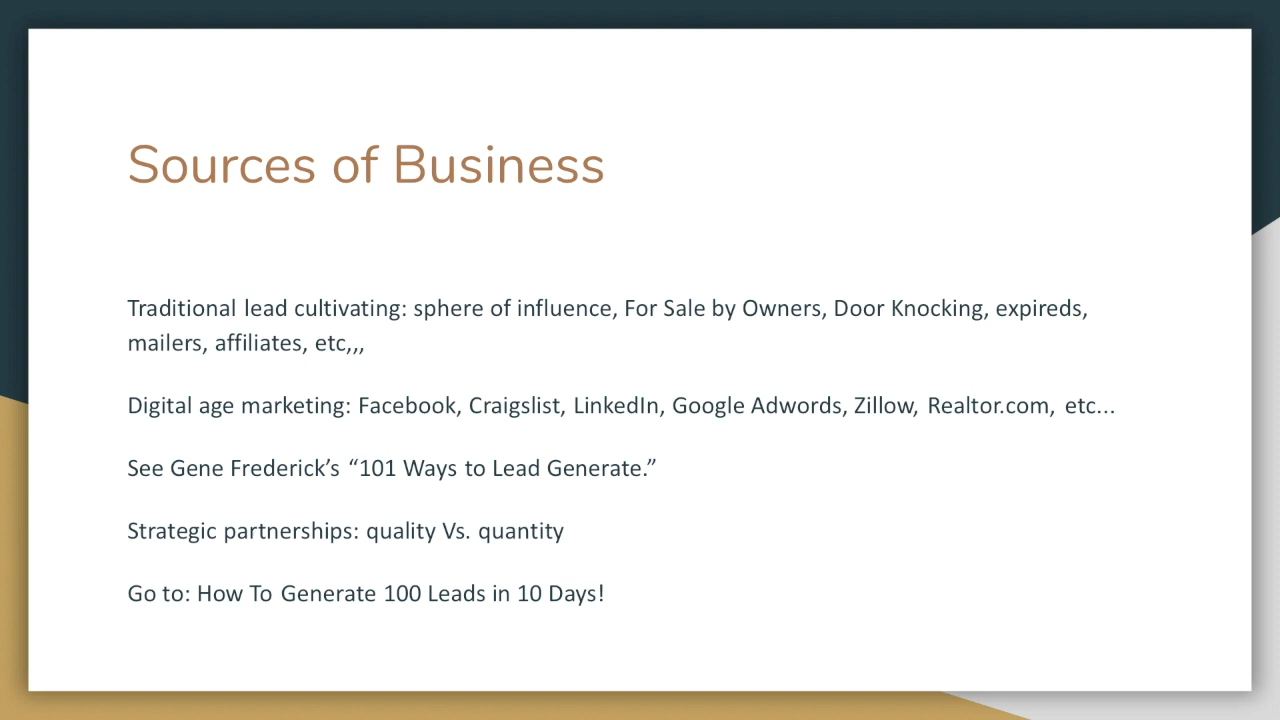 Sources of Business
Traditional lead cultivating: sphere of influence, For Sale by Owners, Door Knocking, expireds,
mailers, affiliates, etc,,,
Digital age marketing: Facebook, Craigslist, LinkedIn, Google Adwords, Zillow, Realtor.com, etc...
See Gene Frederick’s “101 Ways to Lead Generate.”
Strategic partnerships: quality Vs. quantity
Go to: How To Generate 100 Leads in 10 Days!